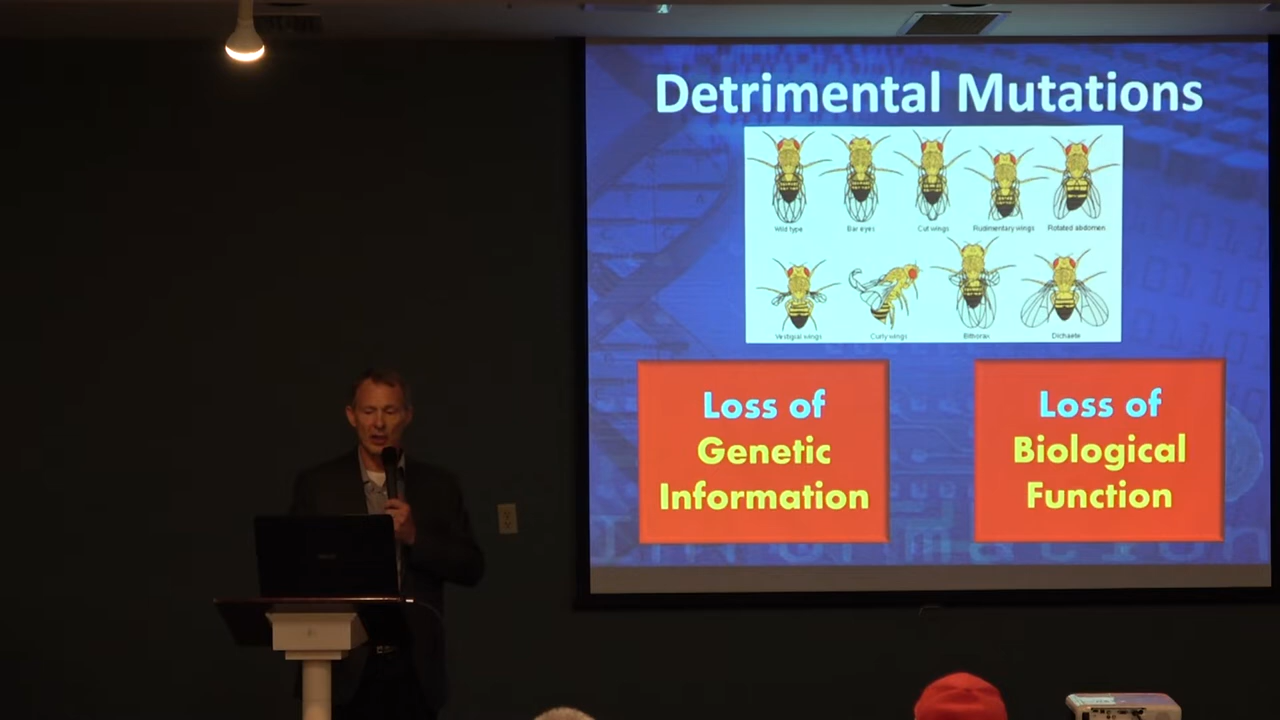 Detrimental Mutations
Wild type
Bar eyes
Cut wings
Rudimentary wings
Rotated abdomen
Vestigial wings
Curly wings
Bithorax
Dichaete
Loss of
Genetic
Information
Loss of
Biological
Function